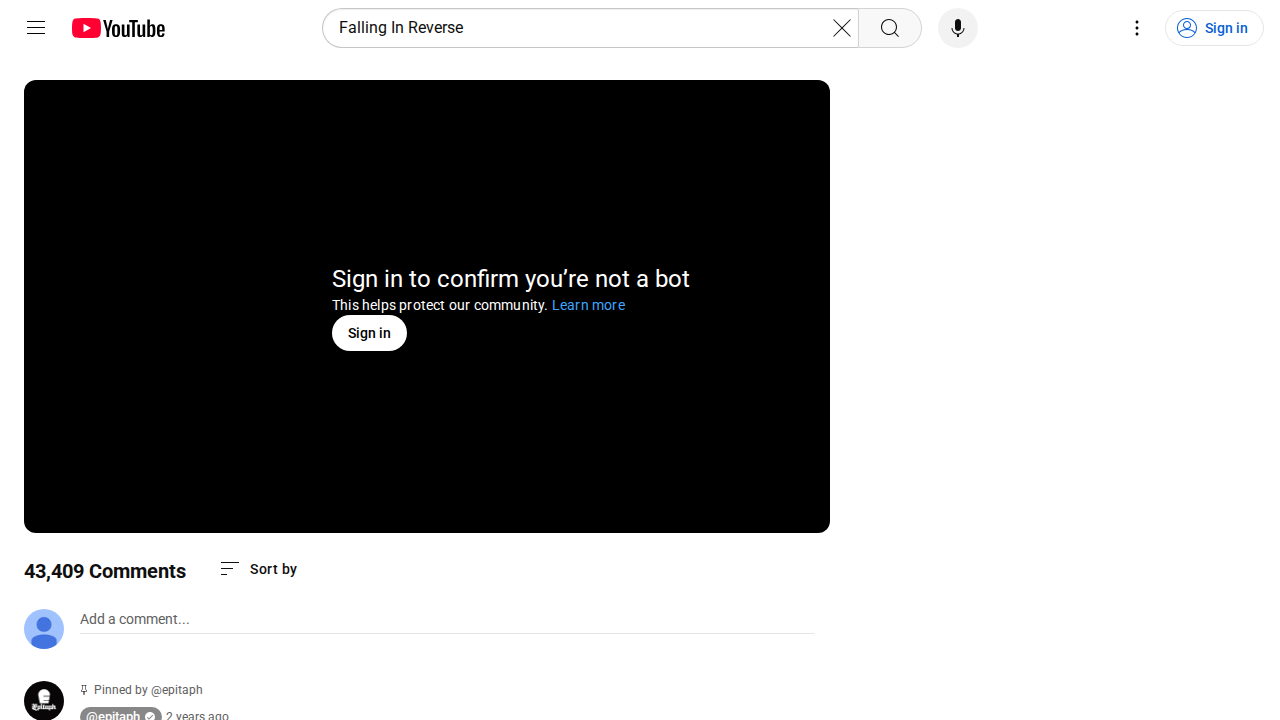 YouTube
Falling In Reverse
Sign in
Sign in to confirm you’re not a bot
This helps protect our community. Learn more
Sign in
43,409 Comments
Sort by
Add a comment...
Epitaph
Pinned by @epitaph
@epitaph 2 years ago